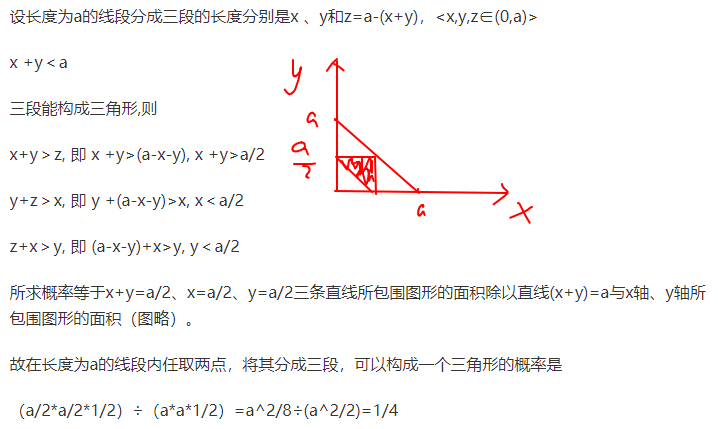 设长度为a的线段分成三段的长度分别是x 、y和z=a-(x+y)，<x,y,z∈(0,a)>
x +y＜a
三段能构成三角形,则
x+y＞z, 即 x +y>(a-x-y), x +y>a/2
y+z＞x, 即 y +(a-x-y)>x, x＜a/2
z+x＞y, 即 (a-x-y)+x>y, y＜a/2
y
a
a/2
a
x
所求概率等于x+y=a/2、x=a/2、y=a/2三条直线所包围图形的面积除以直线(x+y)=a与x轴、y轴所
包围图形的面积（图略）。
故在长度为a的线段内任取两点，将其分成三段，可以构成一个三角形的概率是
（a/2*a/2*1/2）÷（a*a*1/2）=a^2/8÷(a^2/2)=1/4